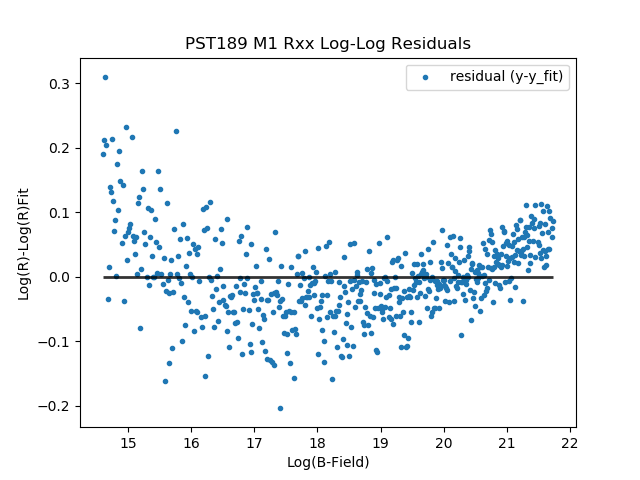 PST189 M1 Rxx Log-Log Residuals
residual (y-y_fit)
0.3
0.2
0.1
0.0
−0.1
−0.2
Log(R)-Log(R)Fit
15 16 17 18 19 20 21 22
Log(B-Field)